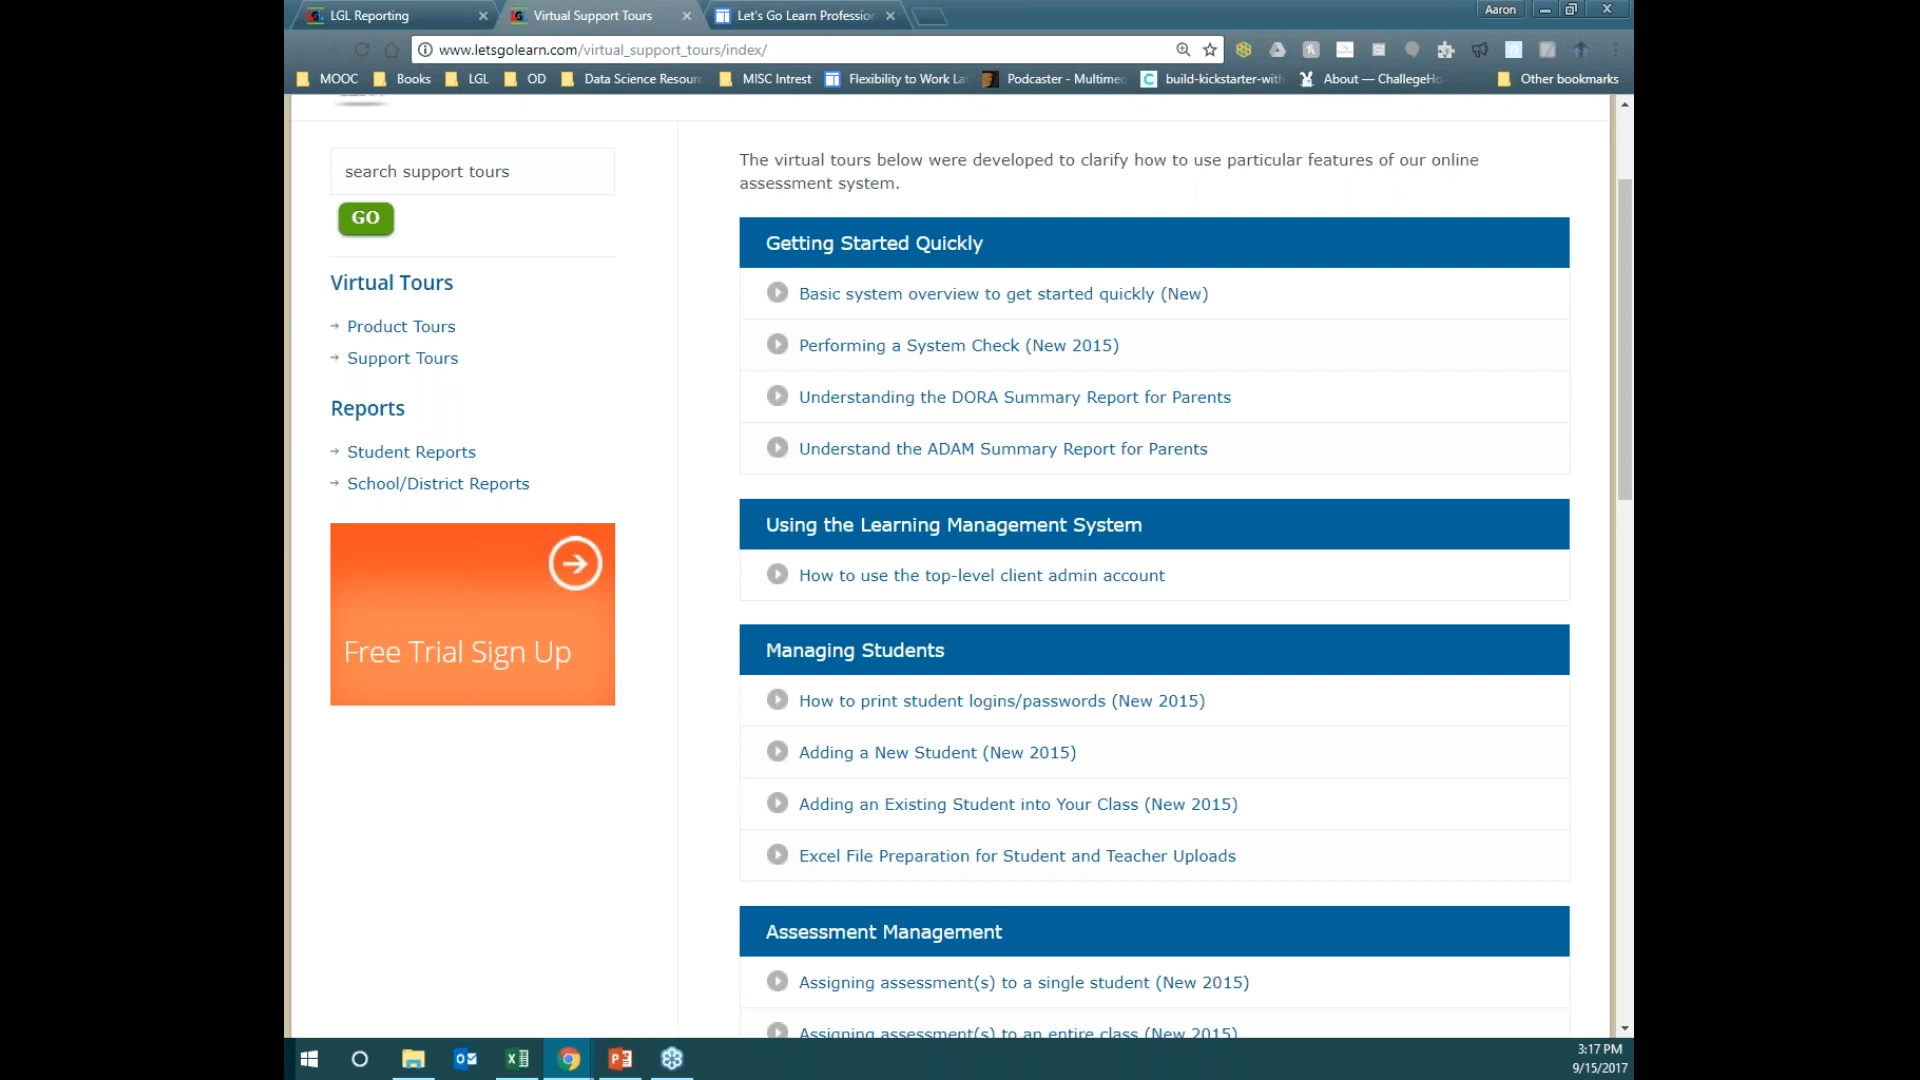 LGL Reporting
Virtual Support Tours
Let's Go Learn Profession
Aaron
www.letsgolearn.com/virtual_support_tours/index/
MOOC
Books
LGL
OD
Data Science Resourc
MISC Intrest
Flexibility to Work La
Podcaster - Multimed
build-kickstarter-with
About — ChallegeHo
Other bookmarks
search support tours
GO
Virtual Tours
Product Tours
Support Tours
Reports
Student Reports
School/District Reports
Free Trial Sign Up
The virtual tours below were developed to clarify how to use particular features of our online
assessment system.
Getting Started Quickly
Basic system overview to get started quickly (New)
Performing a System Check (New 2015)
Understanding the DORA Summary Report for Parents
Understand the ADAM Summary Report for Parents
Using the Learning Management System
How to use the top-level client admin account
Managing Students
How to print student logins/passwords (New 2015)
Adding a New Student (New 2015)
Adding an Existing Student into Your Class (New 2015)
Excel File Preparation for Student and Teacher Uploads
Assessment Management
Assigning assessment(s) to a single student (New 2015)
Assigning assessment(s) to an entire class (New 2015)
3:17 PM
9/15/2017